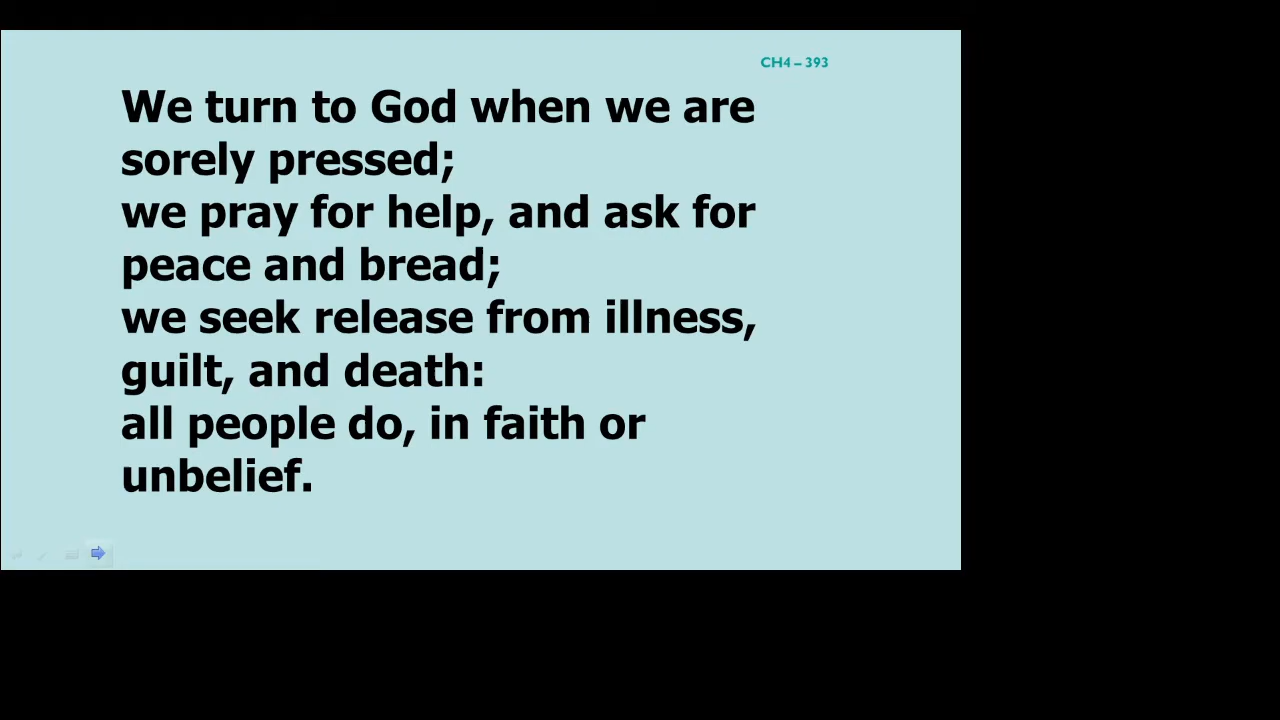 CH4 – 393
We turn to God when we are
sorely pressed;
we pray for help, and ask for
peace and bread;
we seek release from illness,
guilt, and death:
all people do, in faith or
unbelief.